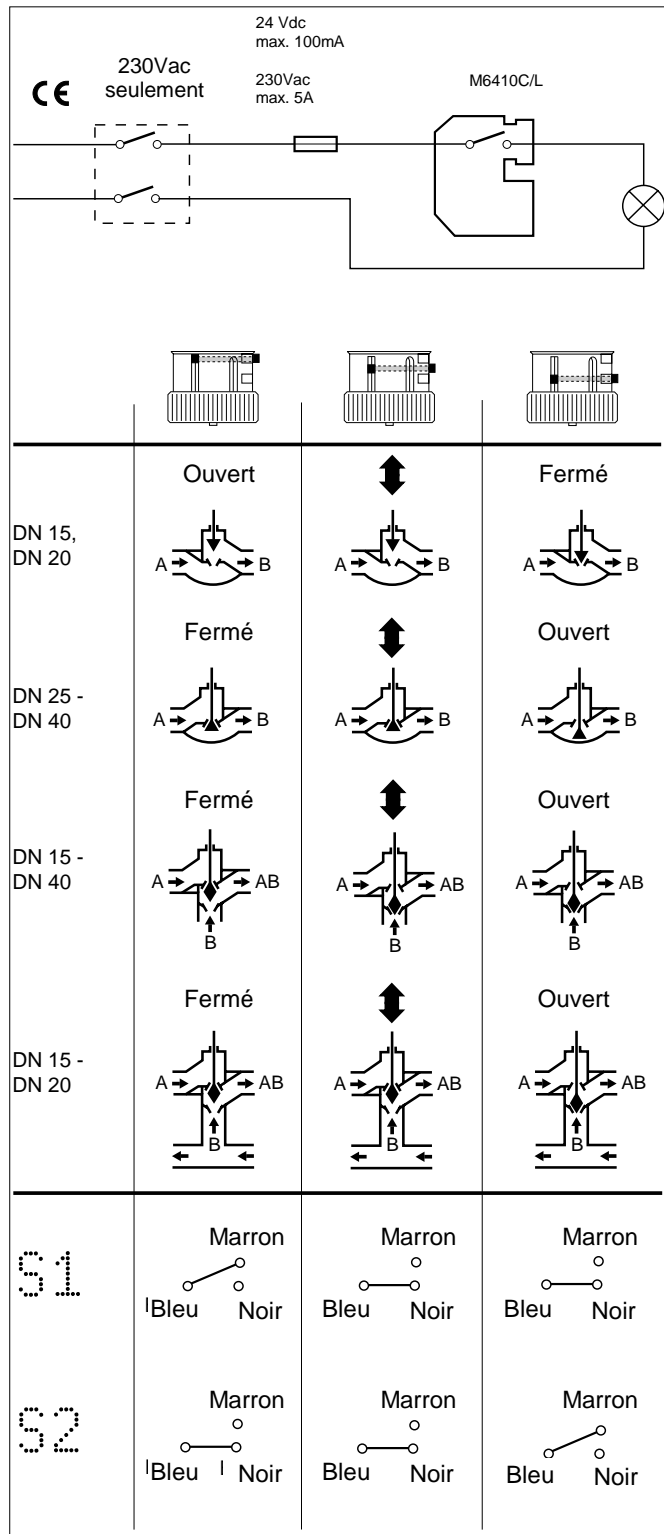 24 Vdc
max. 100mA
230Vac
seulement
230Vac
max. 5A
M6410C/L
CE
Ouvert
Fermé
DN 15,
DN 20
A B
A B
A B
Fermé
Ouvert
DN 25 -
DN 40
A B
A B
A B
Fermé
Ouvert
DN 15 -
DN 40
A AB
B
A AB
B
A AB
B
Fermé
Ouvert
DN 15 -
DN 20
A AB
B
A AB
B
A AB
B
S1
Marron
Bleu Noir
Marron
Bleu Noir
Marron
Bleu Noir
S2
Marron
Bleu Noir
Marron
Bleu Noir
Marron
Bleu Noir